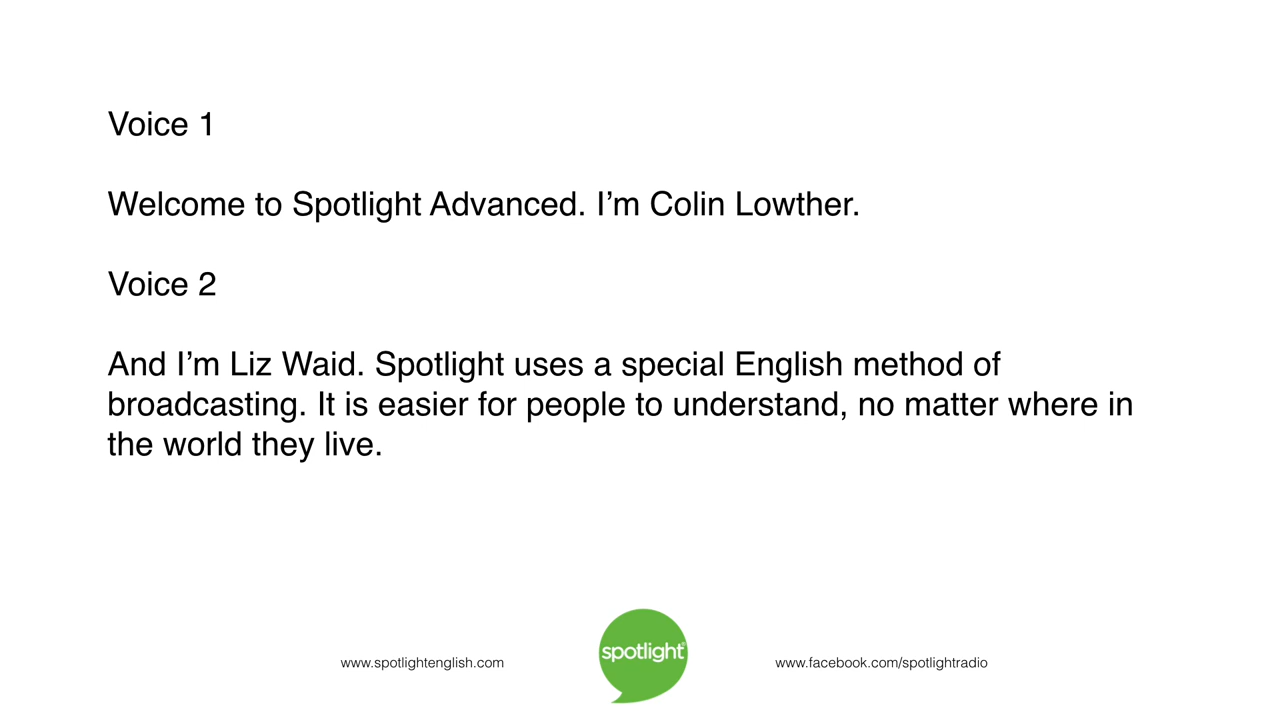 Voice 1
Welcome to Spotlight Advanced. I’m Colin Lowther.
Voice 2
And I’m Liz Waid. Spotlight uses a special English method of
broadcasting. It is easier for people to understand, no matter where in
the world they live.
www.spotlightenglish.com
spotlight®
www.facebook.com/spotlightradio